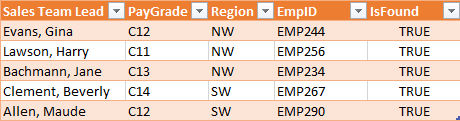 Sales Team Lead PayGrade Region EmpID IsFound
Evans, Gina C12 NW EMP244 TRUE
Lawson, Harry C11 NW EMP256 TRUE
Bachmann, Jane C13 NW EMP234 TRUE
Clement, Beverly C14 SW EMP267 TRUE
Allen, Maude C12 SW EMP290 TRUE